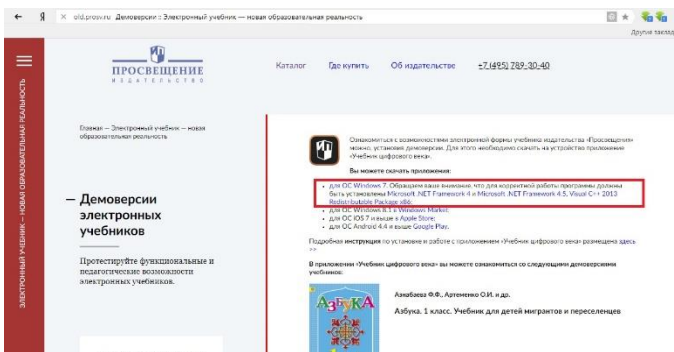 Я
old.prosv.ru Демоверсии :: Электронный учебник — новая образовательная реальность
Другие заклад
ЭЛЕКТРОННЫЙ УЧЕБНИК — НОВАЯ ОБРАЗОВАТЕЛЬНАЯ РЕАЛЬНОСТЬ
ПРОСВЕЩЕНИЕ
ИЗДАТЕЛЬСТВО
Каталог Где купить Об издательстве +7 (495) 789-30-40
Главная — Электронный учебник — новая
образовательная реальность
— Демоверсии
электронных
учебников
Протестируйте функциональные и
педагогические возможности
электронных учебников.
Ознакомиться с возможностями электронной формы учебника издательства «Просвещение»
можно, установив демоверсии. Для этого необходимо скачать на устройство приложение
«Учебник цифрового века».
Вы можете скачать приложения:
для ОС Windows 7. Обращаем ваше внимание, что для корректной работы программы должны
быть установлены Microsoft .NET Framework 4 и Microsoft .NET Framework 4.5, Visual C++ 2013
Redistributable Package x86;
для ОС Windows 8.1 в Windows Market;
для ОС iOS 7 и выше в Apple Store;
для ОС Android 4.4 и выше Google Play.
Подробная инструкция по установке и работе с приложением «Учебник цифрового века» размещена здесь
>>
В приложении «Учебник цифрового века» вы можете ознакомиться со следующими демоверсиями
учебников:
АЗБУКА
Азнабаева Ф.Ф., Артеменко О.И. и др.
Азбука. 1 класс. Учебник для детей мигрантов и переселенцев